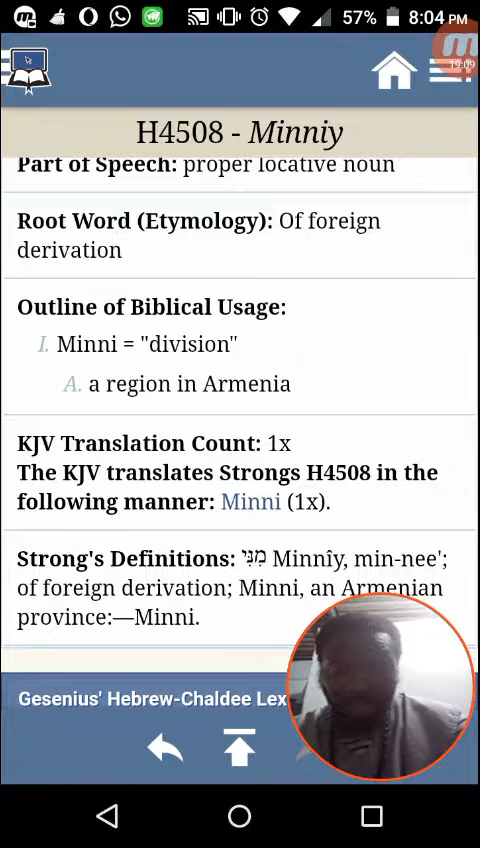 57% 8:04 PM
19:09
H4508 - Minniy
Part of Speech: proper locative noun
Root Word (Etymology): Of foreign
derivation
Outline of Biblical Usage:
I. Minni = "division"
A. a region in Armenia
KJV Translation Count: 1x
The KJV translates Strongs H4508 in the
following manner: Minni (1x).
Strong's Definitions: מִנִּי Minnîy, min-nee';
of foreign derivation; Minni, an Armenian
province:—Minni.
Gesenius' Hebrew-Chaldee Lex